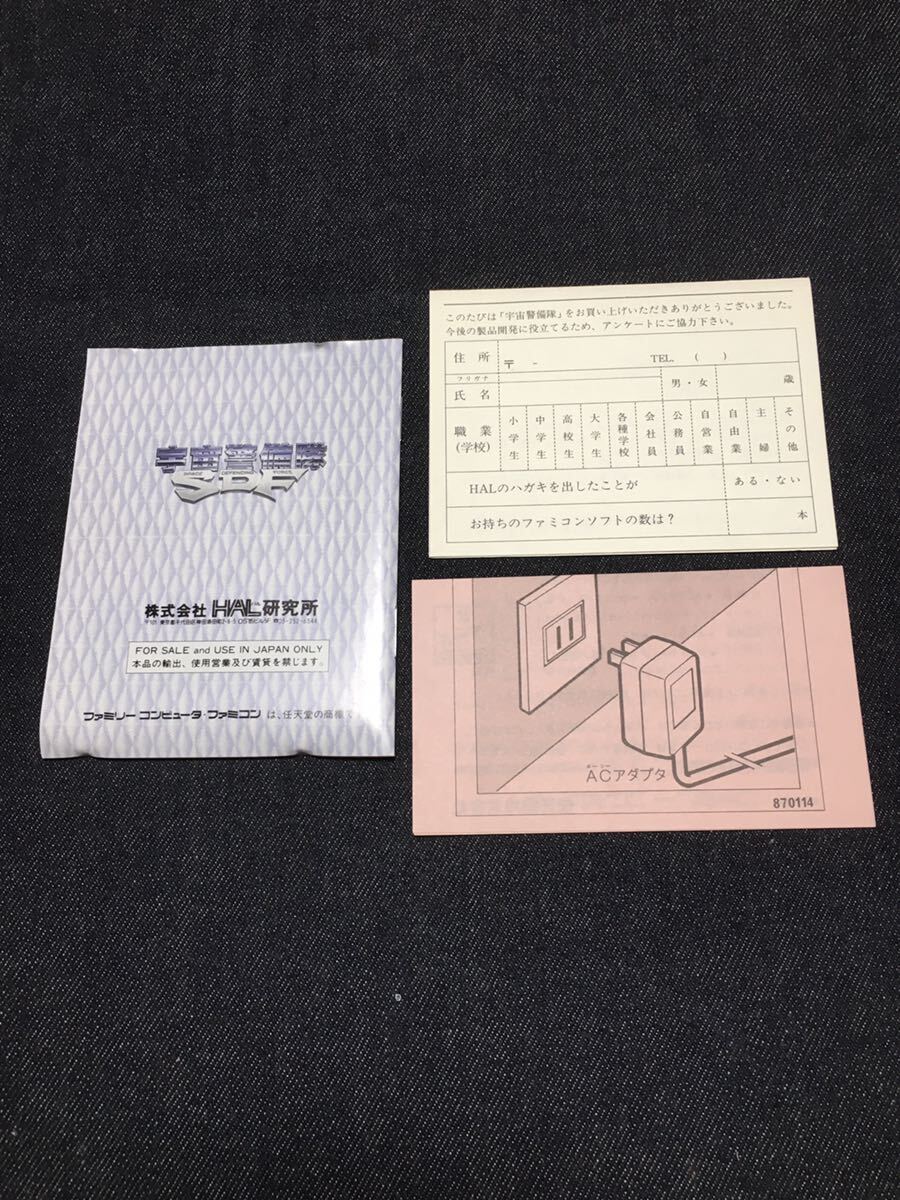 宇宙警備隊
SPACE DEFENDING FORCE
SDF
株式会社 HAL研究所
FOR SALE and USE IN JAPAN ONLY
本品の輸出、使用営業及び賃貸を禁じます。
ファミリーコンピュータ・ファミコン は、任天堂の商標で
このたびは「宇宙警備隊」をお買い上げいただきありがとうございました。
今後の製品開発に役立てるため、アンケートにご協力下さい。
住所 〒 - TEL. ( )
フリガナ
氏名 男・女 歳
職業(学校) 小学生 中学生 高校生 大学生 各種学校 会社員 公務員 自営業 自由業 主婦 その他
HALのハガキを出したことが ある・ない
お持ちのファミコンソフトの数は? 本
エーシー
ACアダプタ
870114